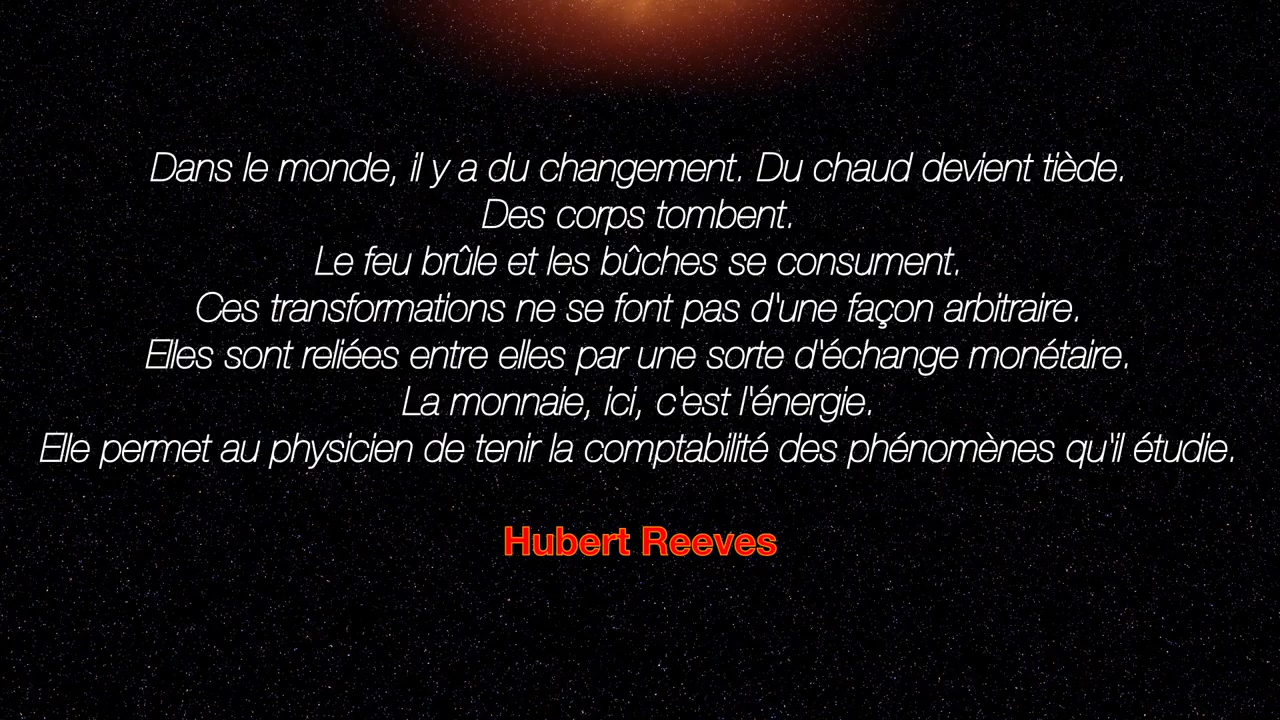 Dans le monde, il y a du changement. Du chaud devient tiède.
Des corps tombent.
Le feu brûle et les bûches se consument.
Ces transformations ne se font pas d'une façon arbitraire.
Elles sont reliées entre elles par une sorte d'échange monétaire.
La monnaie, ici, c'est l'énergie.
Elle permet au physicien de tenir la comptabilité des phénomènes qu'il étudie.
Hubert Reeves